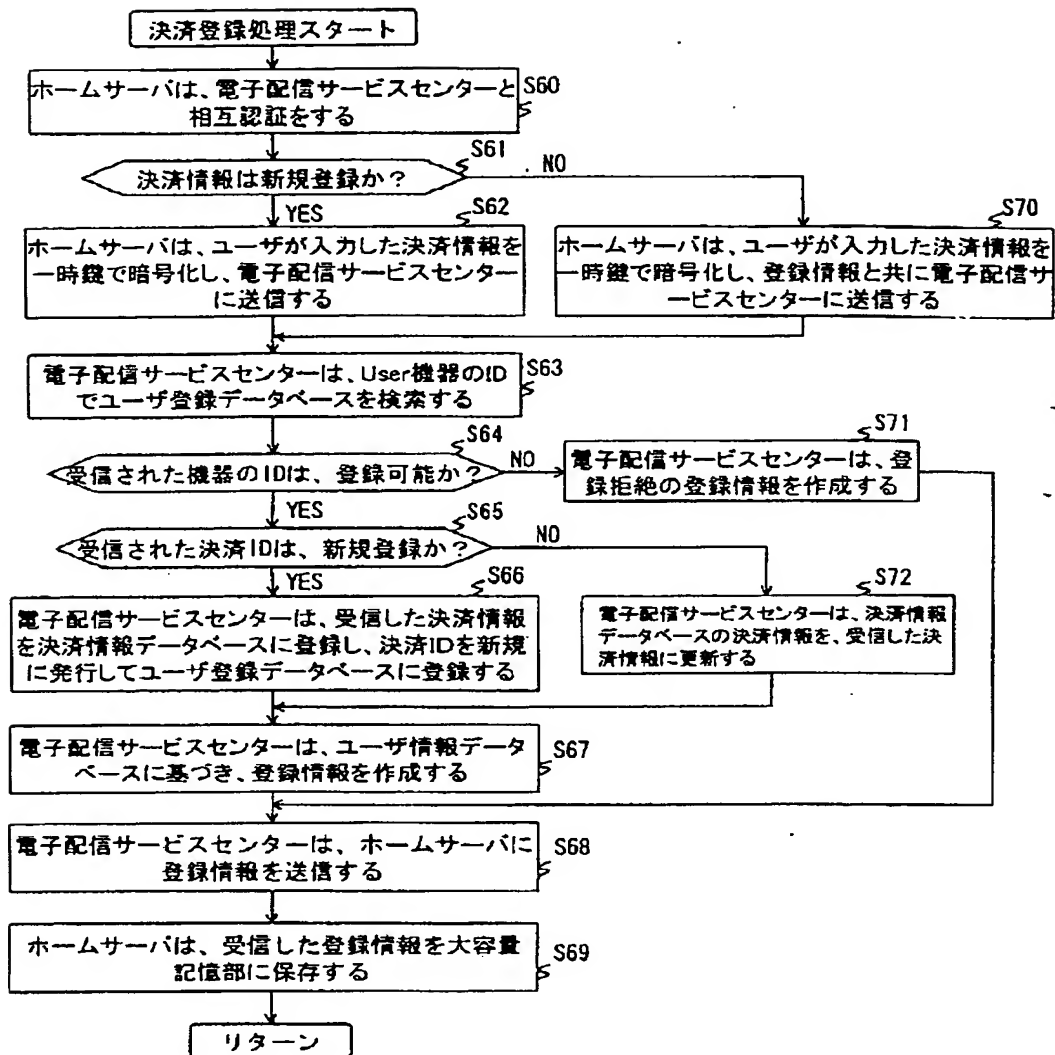 決済登録処理スタート
ホームサーバは、電子配信サービスセンターと
相互認証をする
S60
S61
決済情報は新規登録か?
NO
YES
S62
ホームサーバは、ユーザが入力した決済情報を
一時鍵で暗号化し、電子配信サービスセンター
に送信する
S70
ホームサーバは、ユーザが入力した決済情報を
一時鍵で暗号化し、登録情報と共に電子配信サ
ービスセンターに送信する
電子配信サービスセンターは、User機器のID
でユーザ登録データベースを検索する
S63
S64
受信された機器のIDは、登録可能か?
NO
YES
S71
電子配信サービスセンターは、登
録拒絶の登録情報を作成する
S65
受信された決済IDは、新規登録か?
NO
YES
S66
電子配信サービスセンターは、受信した決済情報
を決済情報データベースに登録し、決済IDを新規
に発行してユーザ登録データベースに登録する
S72
電子配信サービスセンターは、決済情報
データベースの決済情報を、受信した決
済情報に更新する
電子配信サービスセンターは、ユーザ情報データ
ベースに基づき、登録情報を作成する
S67
電子配信サービスセンターは、ホームサーバに
登録情報を送信する
S68
ホームサーバは、受信した登録情報を大容量
記憶部に保存する
S69
リターン